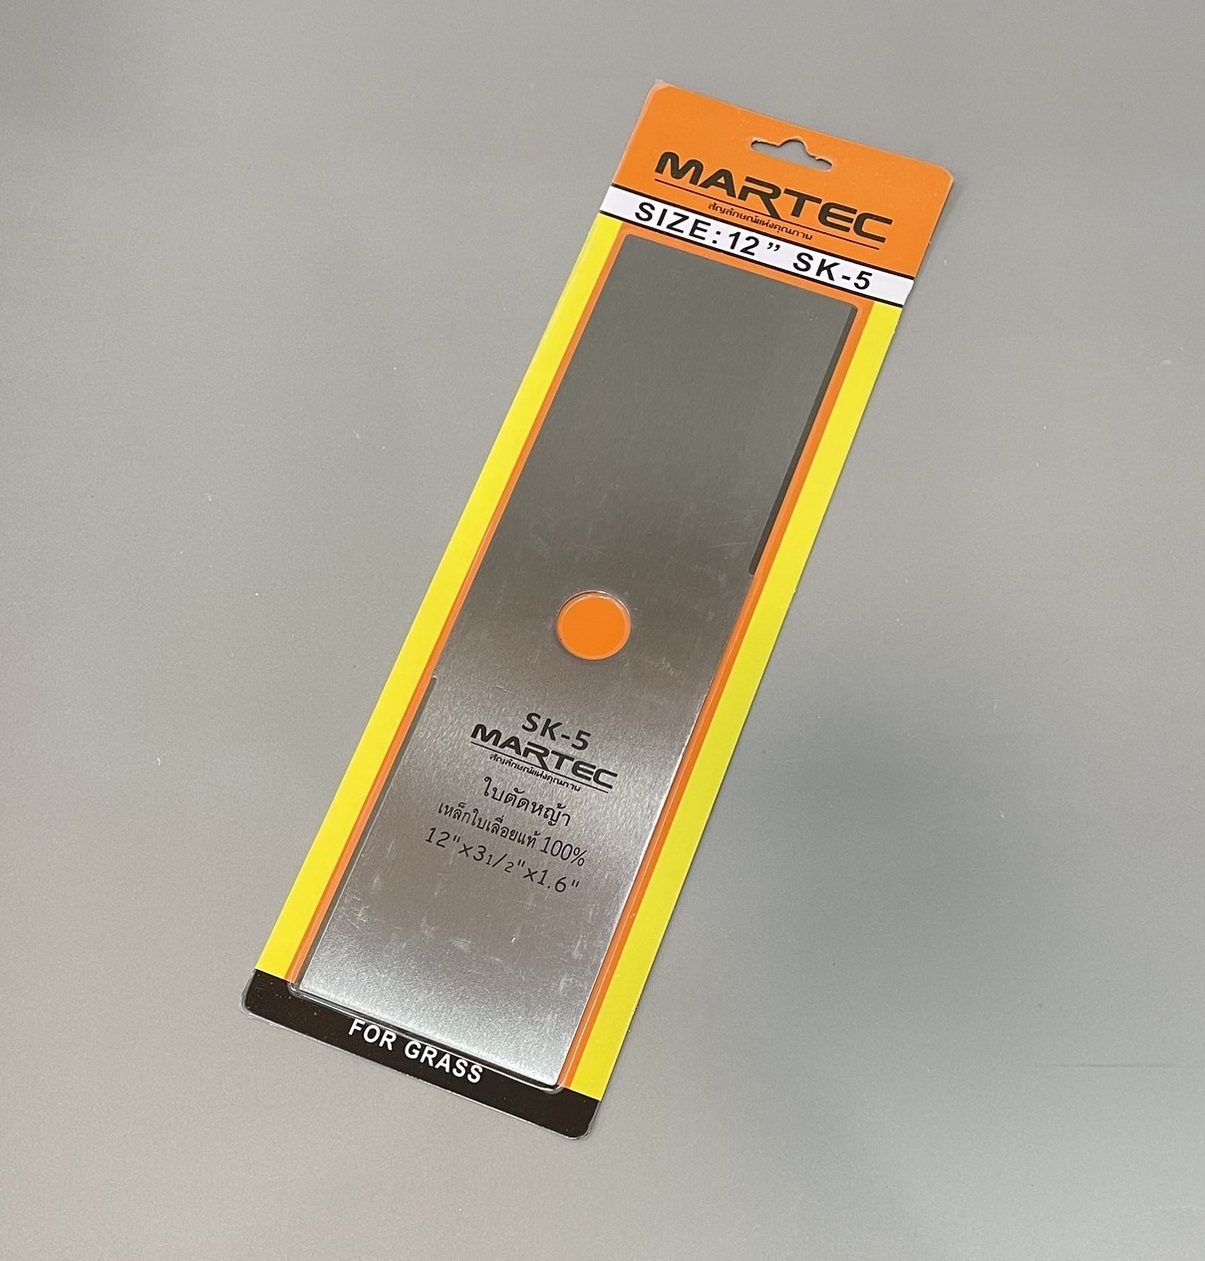 MARTEC
สัญลักษณ์แห่งคุณภาพ
SIZE:12” SK-5
SK-5
MARTEC
สัญลักษณ์แห่งคุณภาพ
ใบตัดหญ้า
เหล็กใบเลื่อยแท้ 100%
12"x3 1/2"x1.6"
FOR GRASS